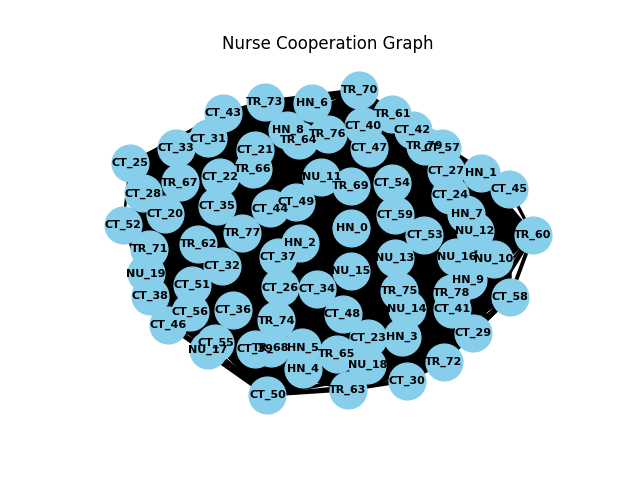 Nurse Cooperation Graph
TR_70
TR_73
HN_6
CT_43
TR_61
CT_40
CT_42
HN_8
TR_76
CT_31
TR_64
CT_33
CT_21
CT_47
TR_79
CT_57
CT_25
TR_66
CT_27
HN_1
CT_22
NU_11
TR_67
TR_69
CT_54
CT_45
CT_28
CT_24
CT_49
CT_35
CT_44
CT_20
CT_59
HN_7
CT_52
HN_0
NU_12
TR_77
CT_53
TR_60
TR_62
HN_2
TR_71
CT_37
NU_13
NU_16
NU_10
CT_32
NU_15
NU_19
HN_9
CT_51
CT_26
CT_34
TR_75
TR_78
CT_38
CT_58
CT_36
NU_14
CT_41
CT_56
CT_48
TR_74
CT_46
CT_29
CT_23
HN_3
CT_55
NU_17
HN_5
TR_68
TR_65
TR_72
NU_18
HN_4
CT_30
TR_63
CT_50